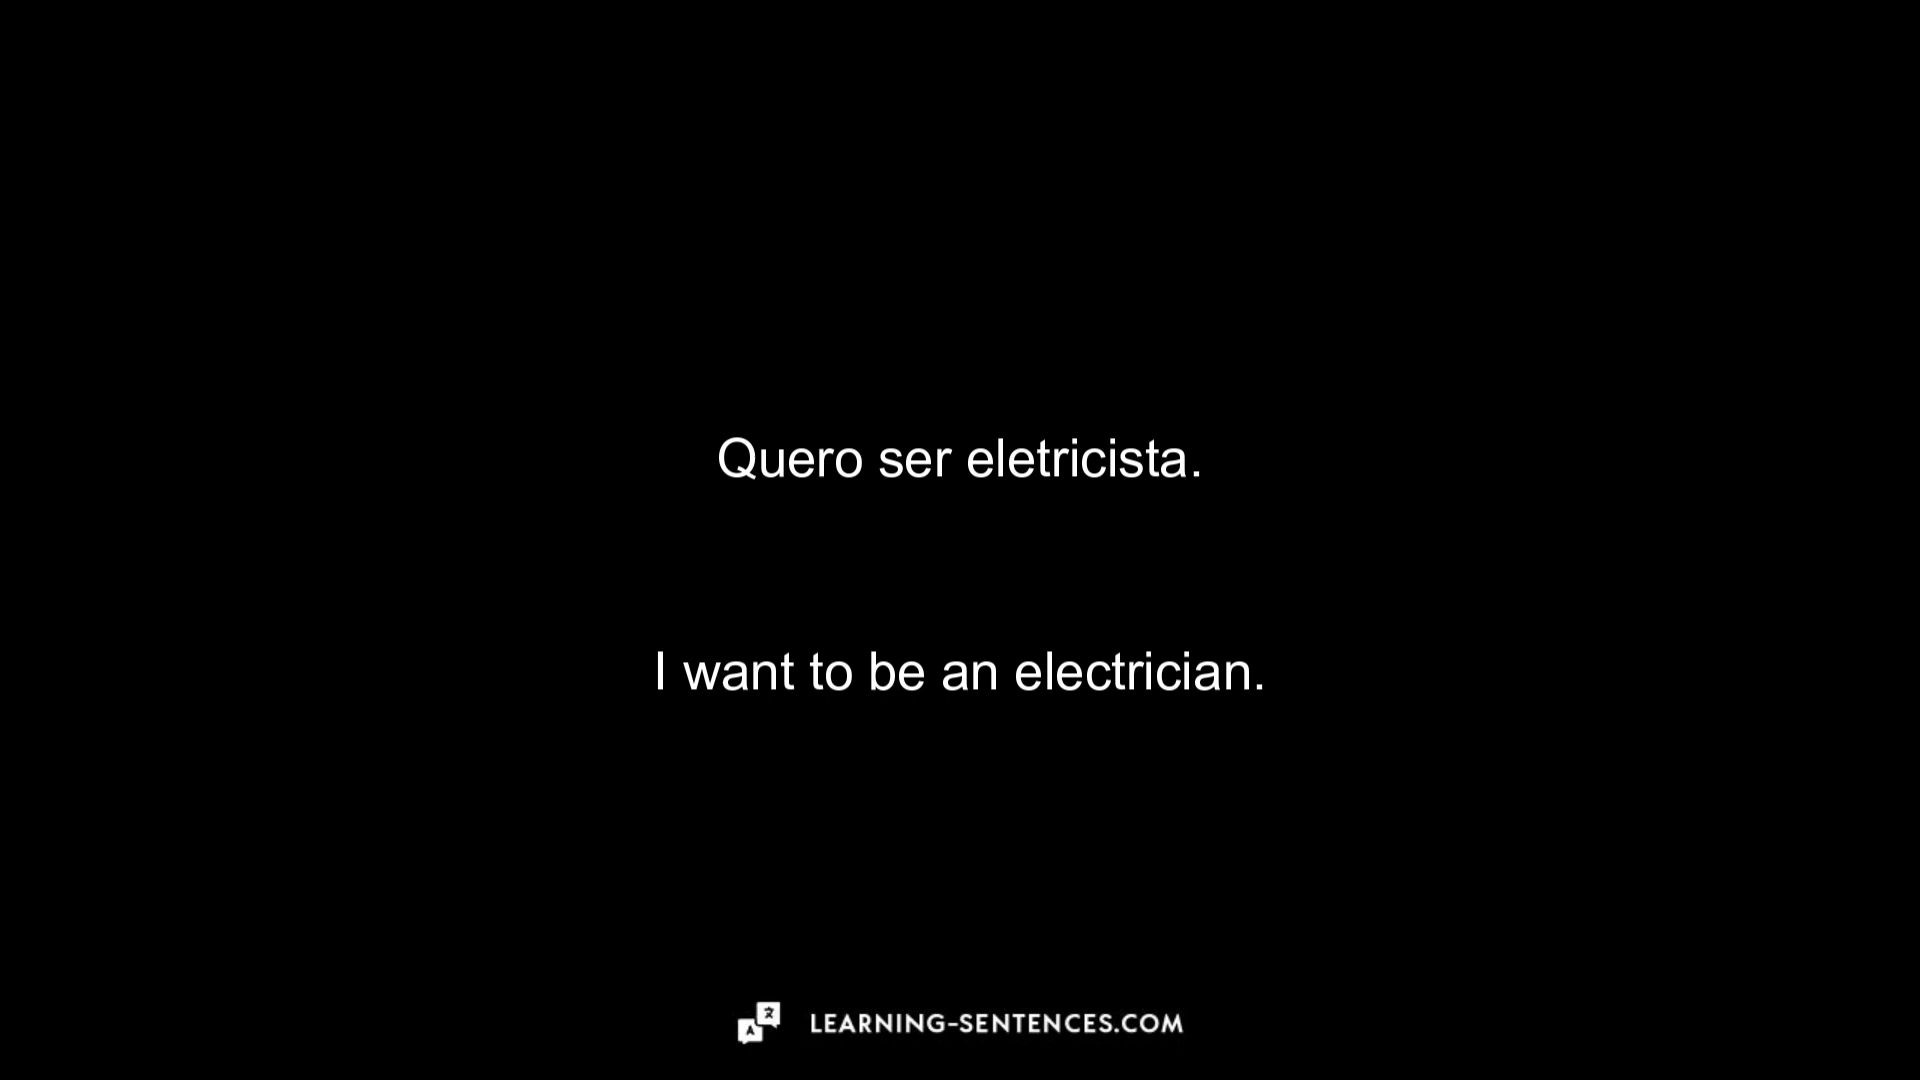 Quero ser eletricista.
I want to be an electrician.
LEARNING-SENTENCES.COM